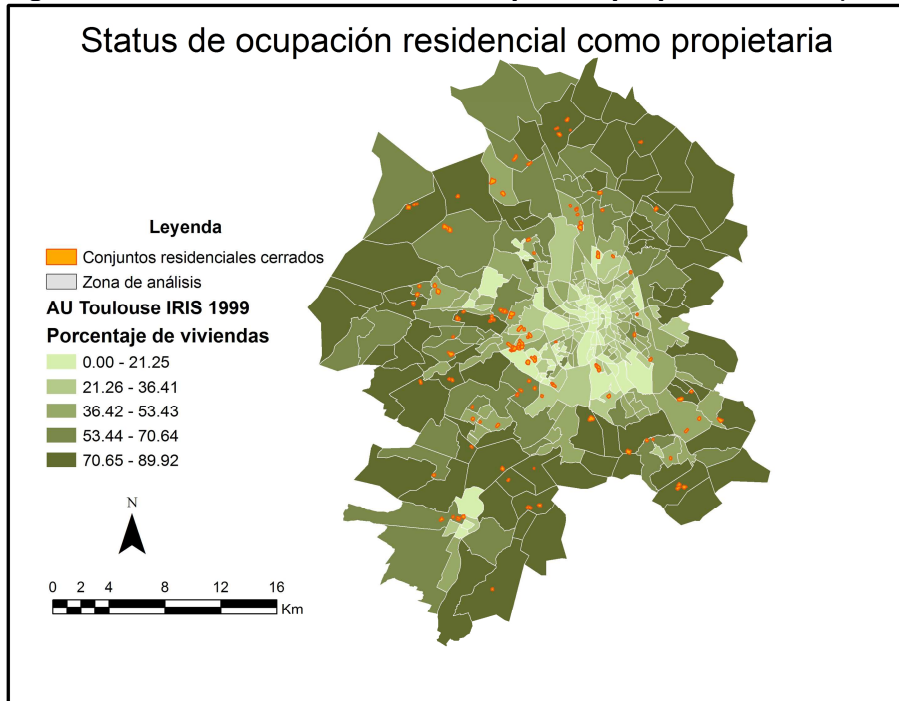 Status de ocupación residencial como propietaria
Leyenda
Conjuntos residenciales cerrados
Zona de análisis
AU Toulouse IRIS 1999
Porcentaje de viviendas
0.00 - 21.25
21.26 - 36.41
36.42 - 53.43
53.44 - 70.64
70.65 - 89.92
N
0 2 4 8 12 16
Km